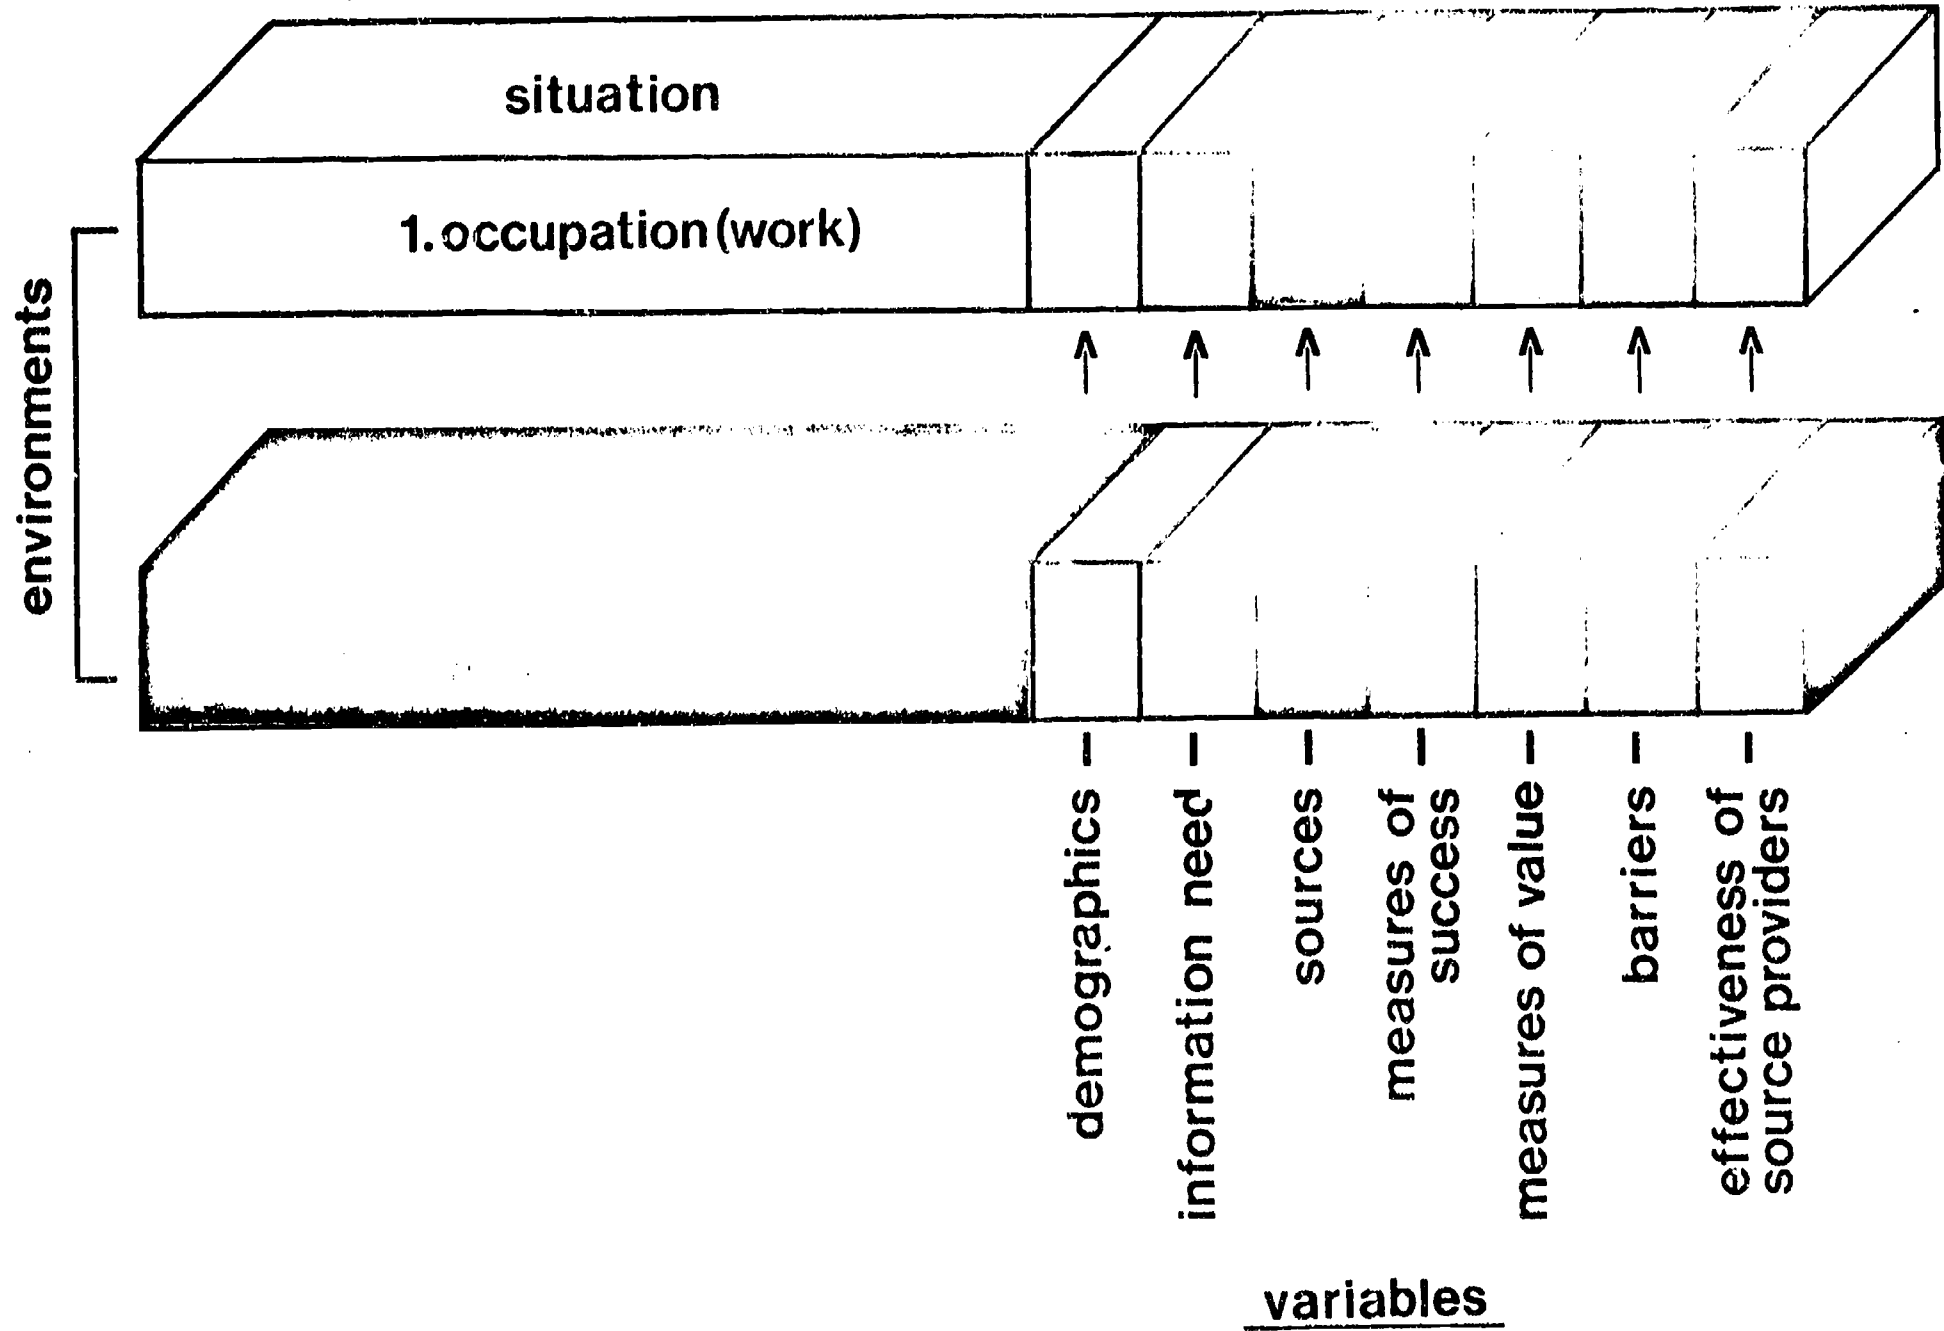 situation
1. occupation (work)
environments
demographics
information need
sources
measures of
success
measures of value
barriers
effectiveness of
source providers
variables